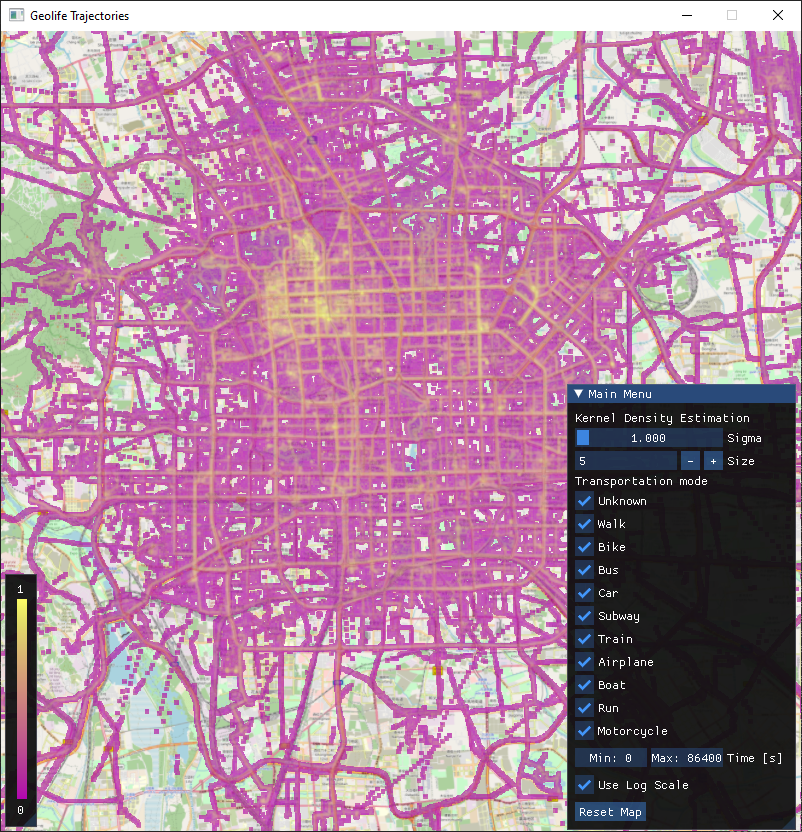 Geolife Trajectories
Main Menu
Kernel Density Estimation
1.000 Sigma
5 - + Size
Transportation mode
Unknown
Walk
Bike
Bus
Car
Subway
Train
Airplane
Boat
Run
Motorcycle
Min: 0 Max: 86400 Time [s]
Use Log Scale
Reset Map
1
0